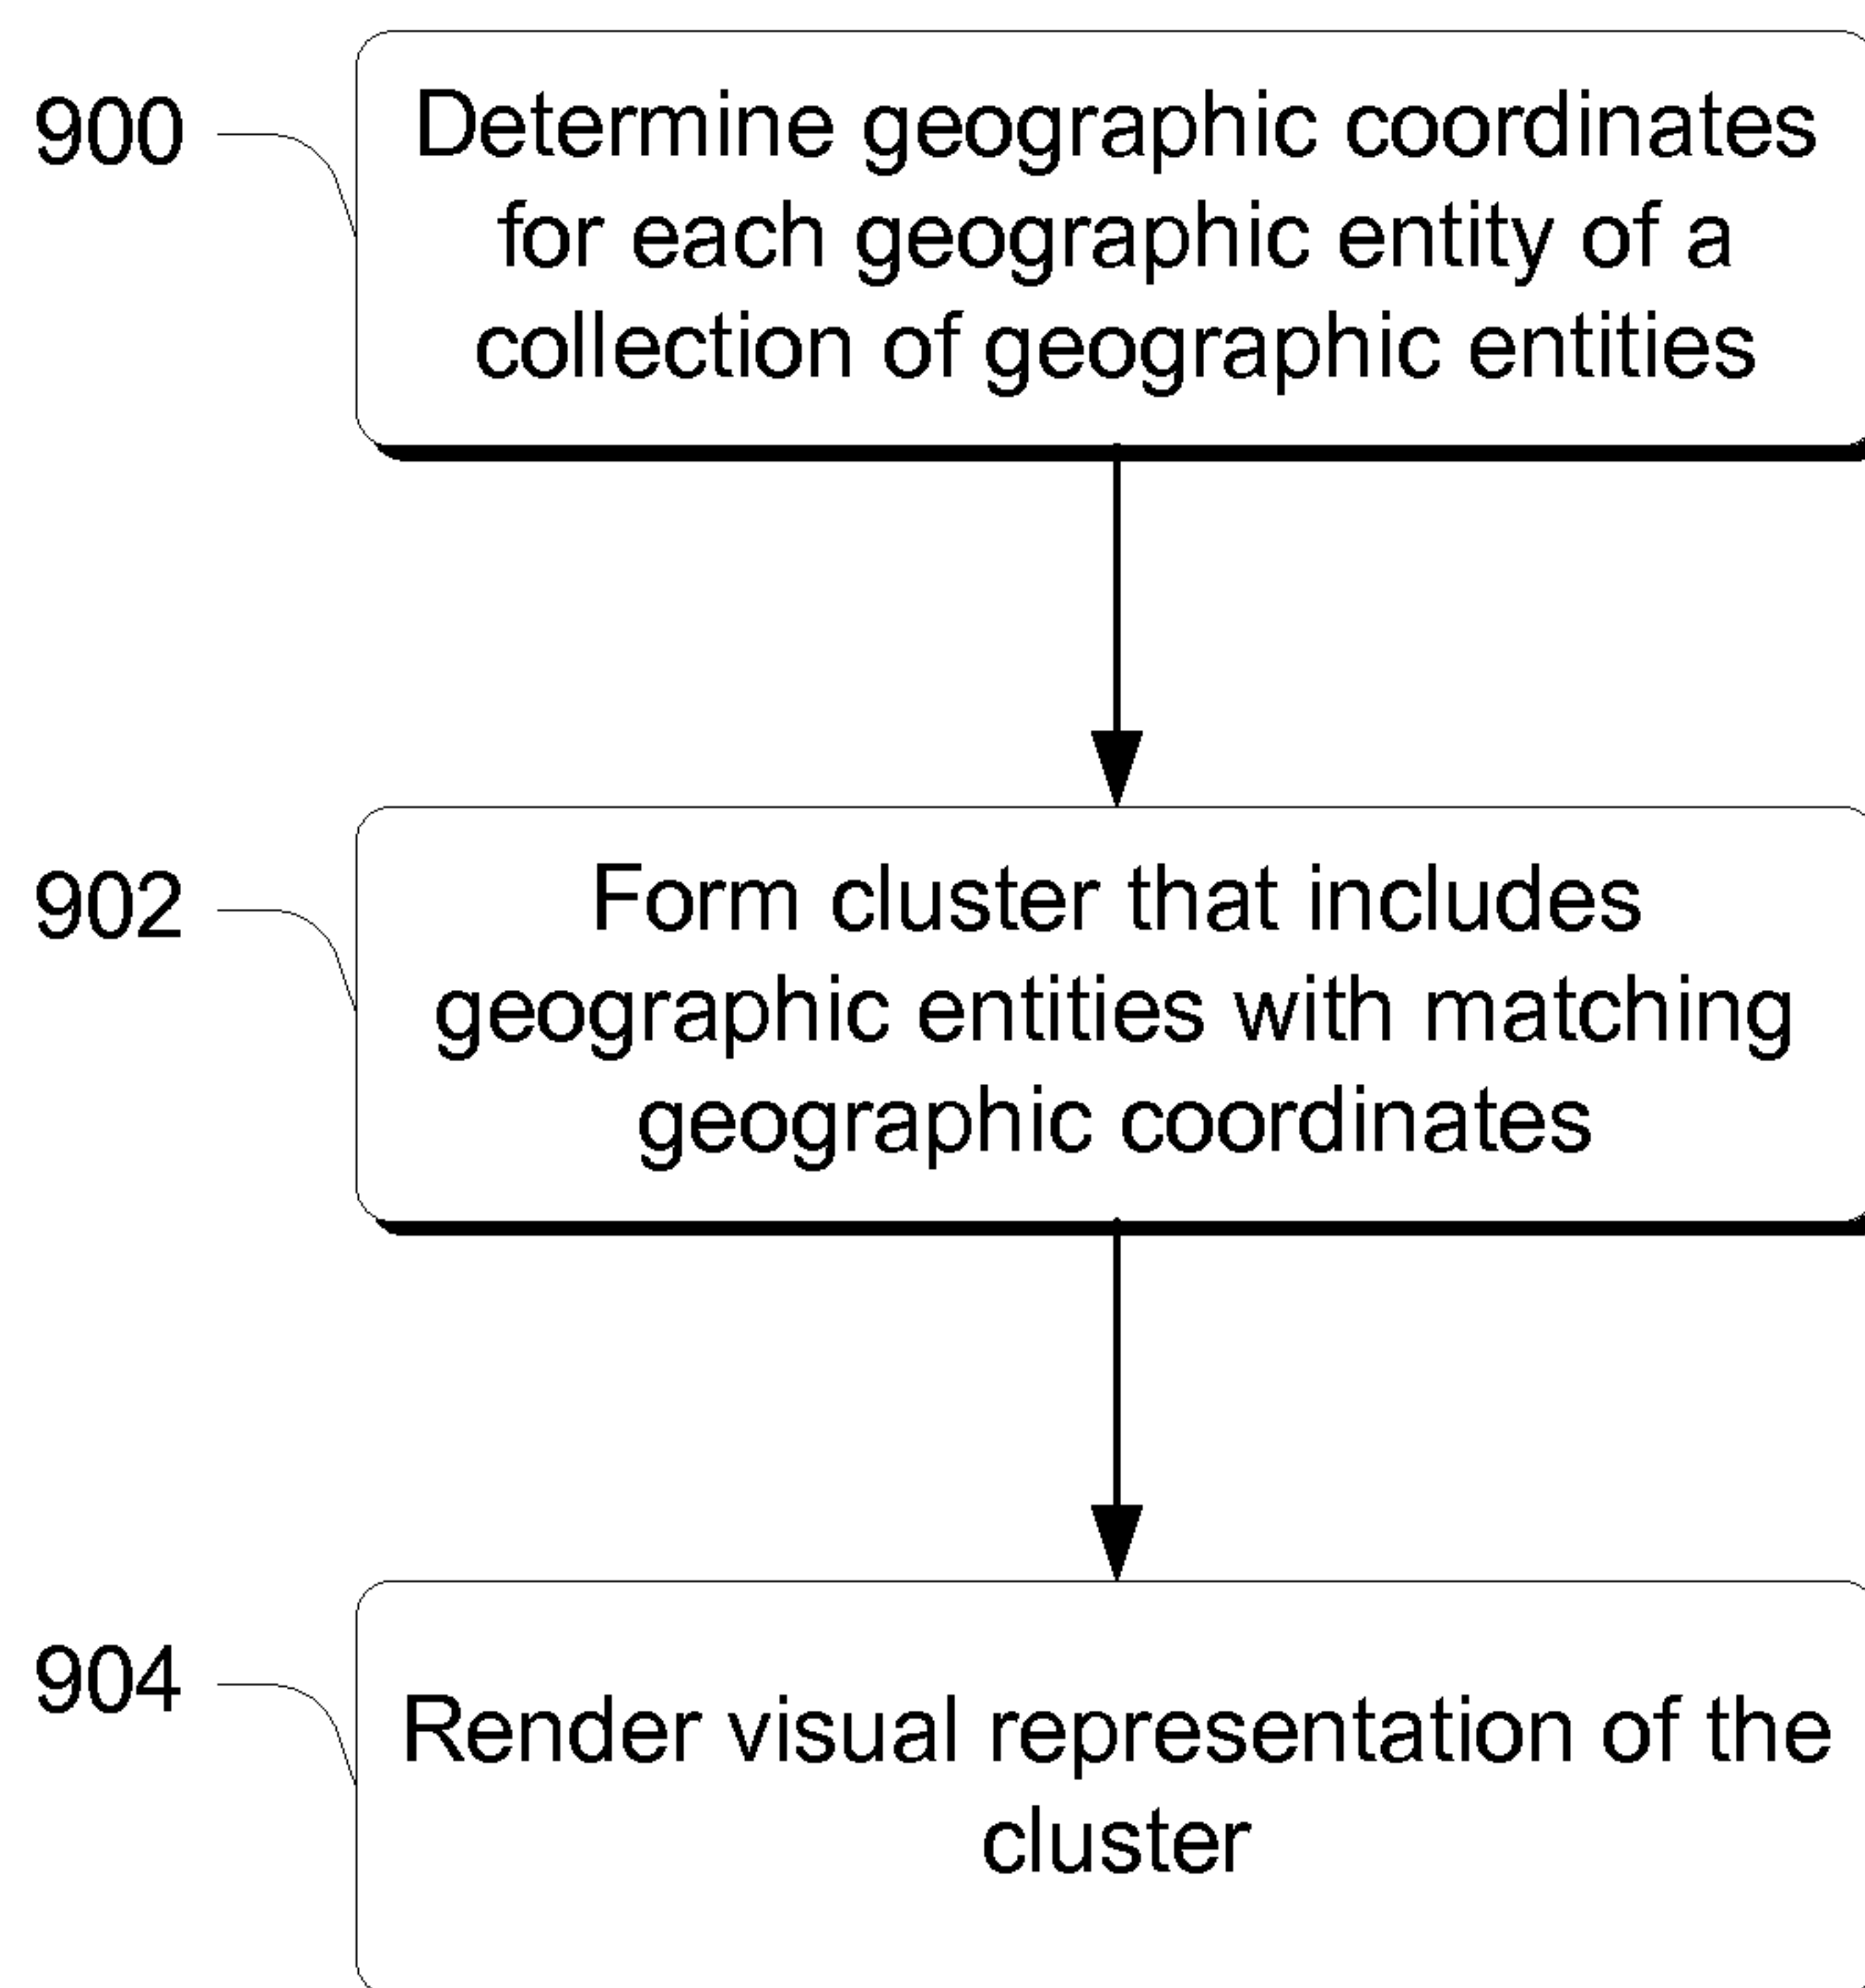 900
Determine geographic coordinates
for each geographic entity of a
collection of geographic entities
902
Form cluster that includes
geographic entities with matching
geographic coordinates
904
Render visual representation of the
cluster